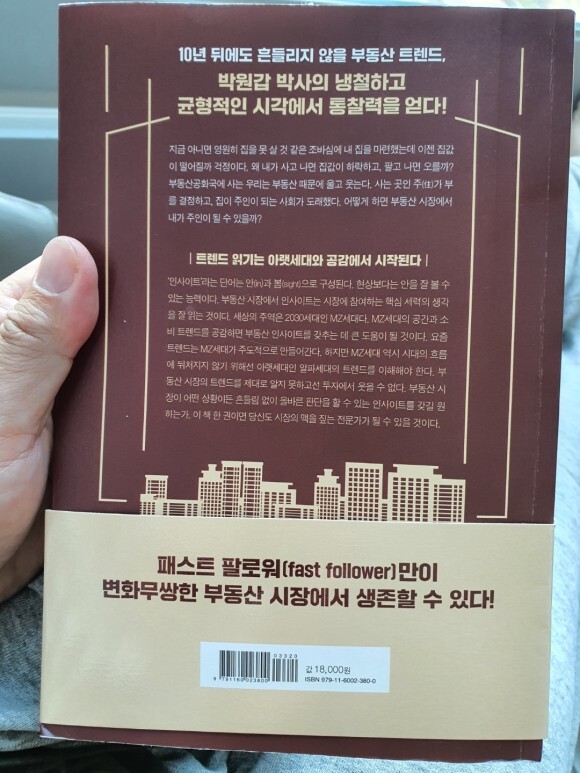 10년 뒤에도 흔들리지 않을 부동산 트렌드,
박원갑 박사의 냉철하고
균형적인 시각에서 통찰력을 얻다!
지금 아니면 영원히 집을 못 살 것 같은 조바심에 내 집을 마련했는데 이젠 집값
이 떨어질까 걱정이다. 왜 내가 사고 나면 집값이 하락하고, 팔고 나면 오를까?
부동산공화국에 사는 우리는 부동산 때문에 울고 웃는다. 사는 곳인 주(住)가 부
를 결정하고, 집이 주인이 되는 사회가 도래했다. 어떻게 하면 부동산 시장에서
내가 주인이 될 수 있을까?
| 트렌드 읽기는 아랫세대와 공감에서 시작된다 |
'인사이트'라는 단어는 안(in)과 봄(sight)으로 구성된다. 현상보다는 안을 잘 볼 수
있는 능력이다. 부동산 시장에서 인사이트는 시장에 참여하는 핵심 세력의 생각
을 잘 읽는 것이다. 세상의 주역은 2030세대인 MZ세대다. MZ세대의 공간과 소
비 트렌드를 공감하면 부동산 인사이트를 갖추는 데 큰 도움이 될 것이다. 요즘
트렌드는 MZ세대가 주도적으로 만들어간다. 하지만 MZ세대 역시 시대의 흐름
에 뒤처지지 않기 위해선 아랫세대인 알파세대의 트렌드를 이해해야 한다. 부
동산 시장의 트렌드를 제대로 알지 못하고선 투자에서 웃을 수 없다. 부동산 시
장이 어떤 상황이든 흔들림 없이 올바른 판단을 할 수 있는 인사이트를 갖길 원
하는가. 이 책 한 권이면 당신도 시장의 맥을 짚는 전문가가 될 수 있을 것이다.
패스트 팔로워(fast follower)만이
변화무쌍한 부동산 시장에서 생존할 수 있다!
03320
9 791160 023800
값 18,000원
ISBN 979-11-6002-380-0